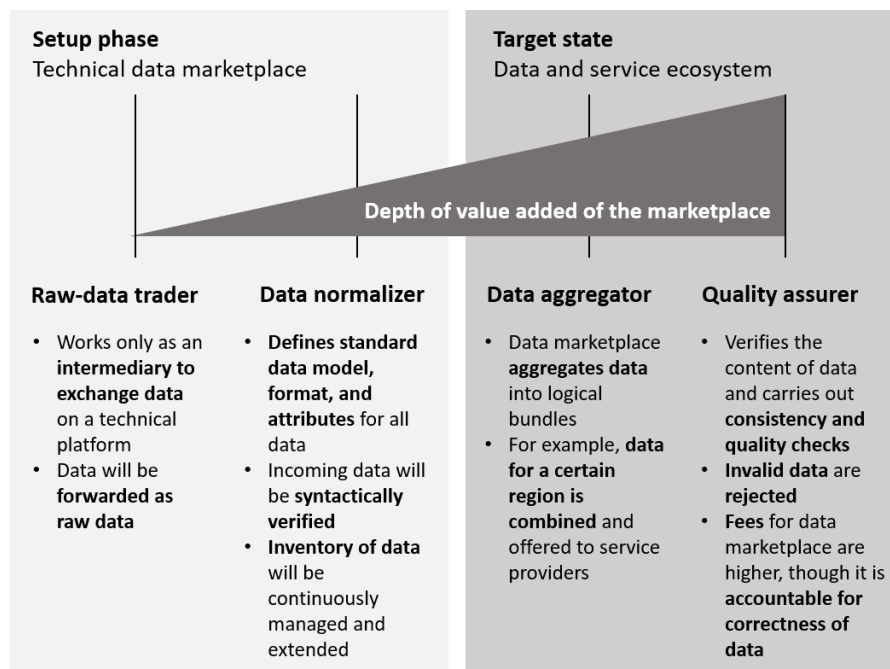 Setup phase
Technical data marketplace
Target state
Data and service ecosystem
Depth of value added of the marketplace
Raw-data trader
• Works only as an
intermediary to
exchange data
on a technical
platform
• Data will be
forwarded as
raw data
Data normalizer
• Defines standard
data model,
format, and
attributes for all
data
• Incoming data will
be syntactically
verified
• Inventory of data
will be
continuously
managed and
extended
Data aggregator
• Data marketplace
aggregates data
into logical
bundles
• For example, data
for a certain
region is
combined and
offered to service
providers
Quality assurer
• Verifies the
content of data
and carries out
consistency and
quality checks
• Invalid data are
rejected
• Fees for data
marketplace are
higher, though it is
accountable for
correctness of
data